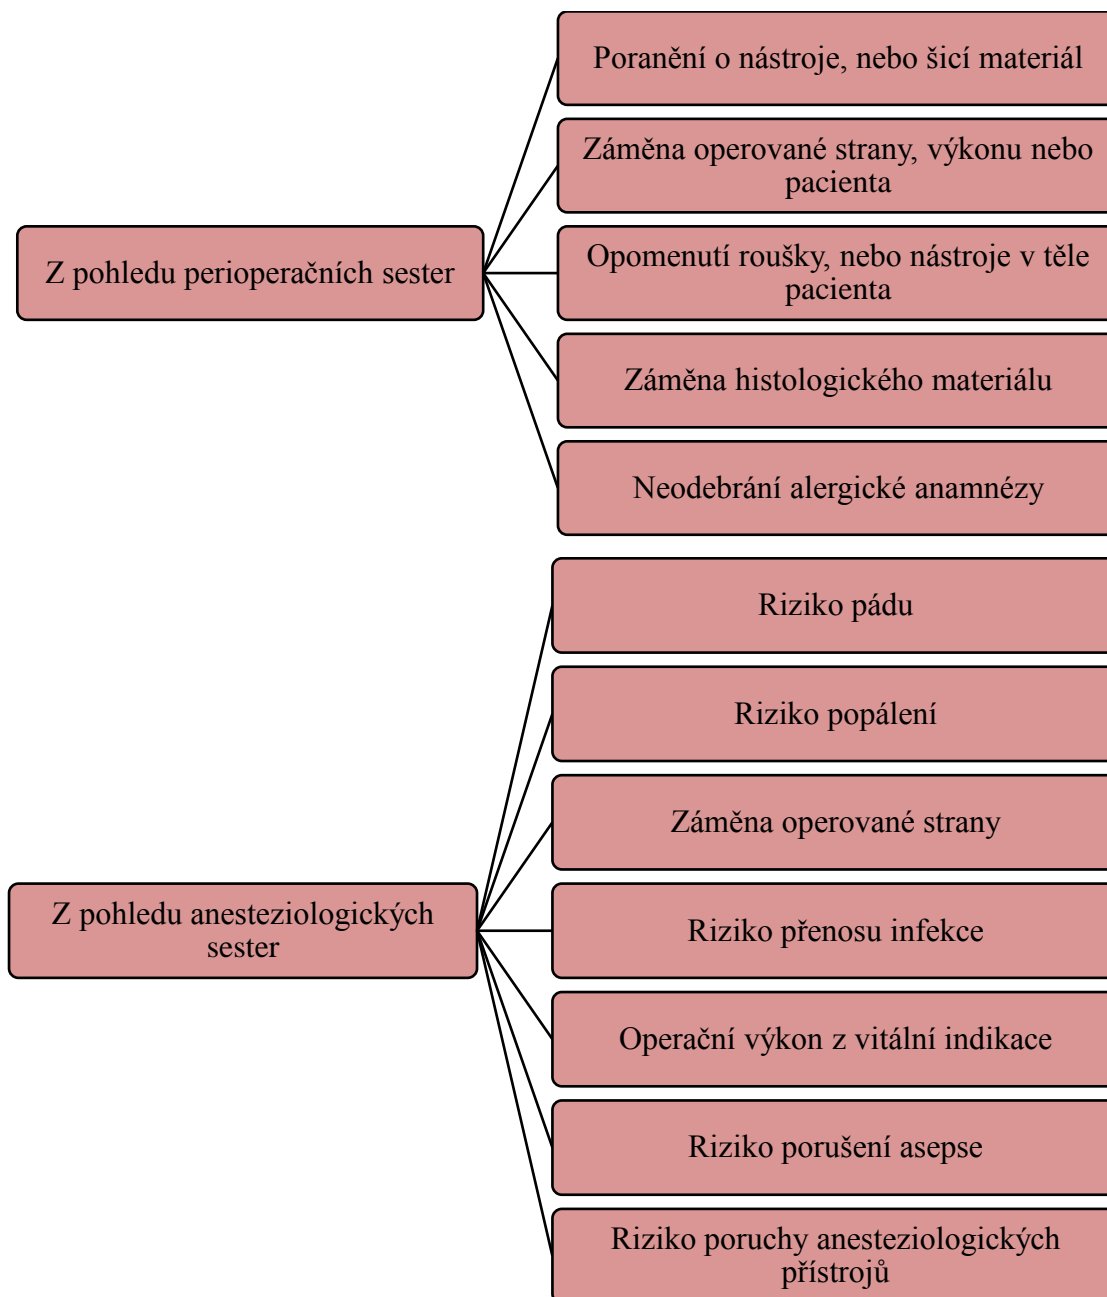 Z pohledu perioperačních sester
Poranění o nástroje, nebo šicí materiál
Záměna operované strany, výkonu nebo
pacienta
Opomenutí roušky, nebo nástroje v těle
pacienta
Záměna histologického materiálu
Neodebrání alergické anamnézy
Z pohledu anesteziologických
sester
Riziko pádu
Riziko popálení
Záměna operované strany
Riziko přenosu infekce
Operační výkon z vitální indikace
Riziko porušení asepse
Riziko poruchy anesteziologických
přístrojů